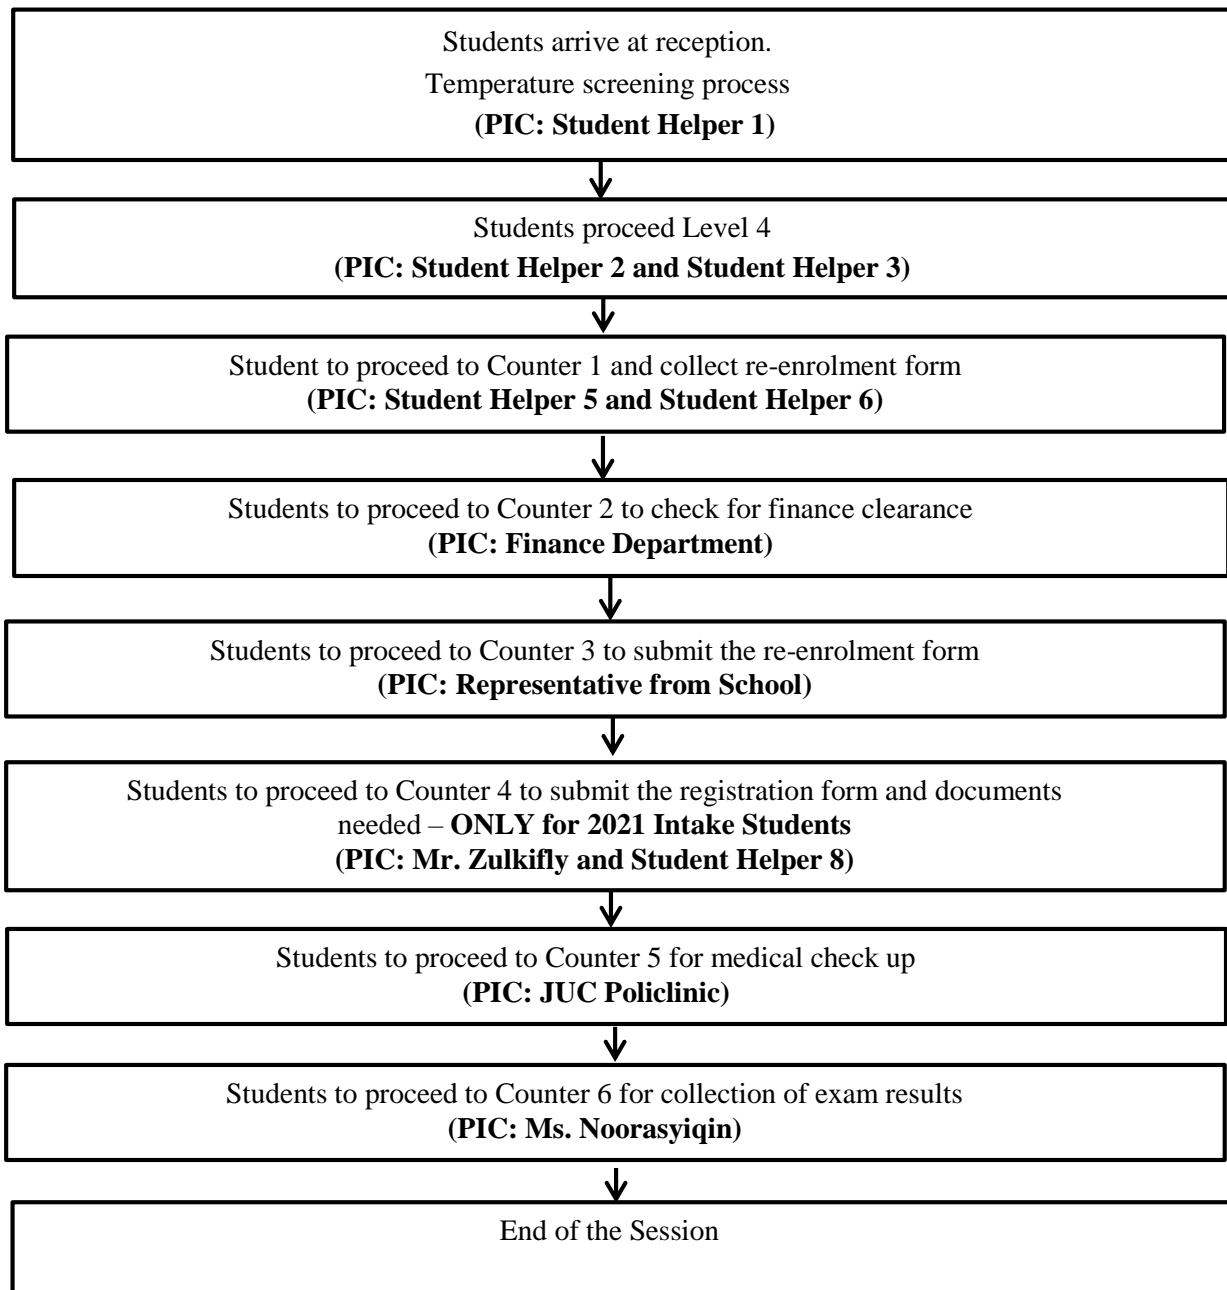 Students arrive at reception.
Temperature screening process
(PIC: Student Helper 1)
Students proceed Level 4
(PIC: Student Helper 2 and Student Helper 3)
Student to proceed to Counter 1 and collect re-enrolment form
(PIC: Student Helper 5 and Student Helper 6)
Students to proceed to Counter 2 to check for finance clearance
(PIC: Finance Department)
Students to proceed to Counter 3 to submit the re-enrolment form
(PIC: Representative from School)
Students to proceed to Counter 4 to submit the registration form and documents
needed – ONLY for 2021 Intake Students
(PIC: Mr. Zulkifly and Student Helper 8)
Students to proceed to Counter 5 for medical check up
(PIC: JUC Policlinic)
Students to proceed to Counter 6 for collection of exam results
(PIC: Ms. Noorasyiqin)
End of the Session